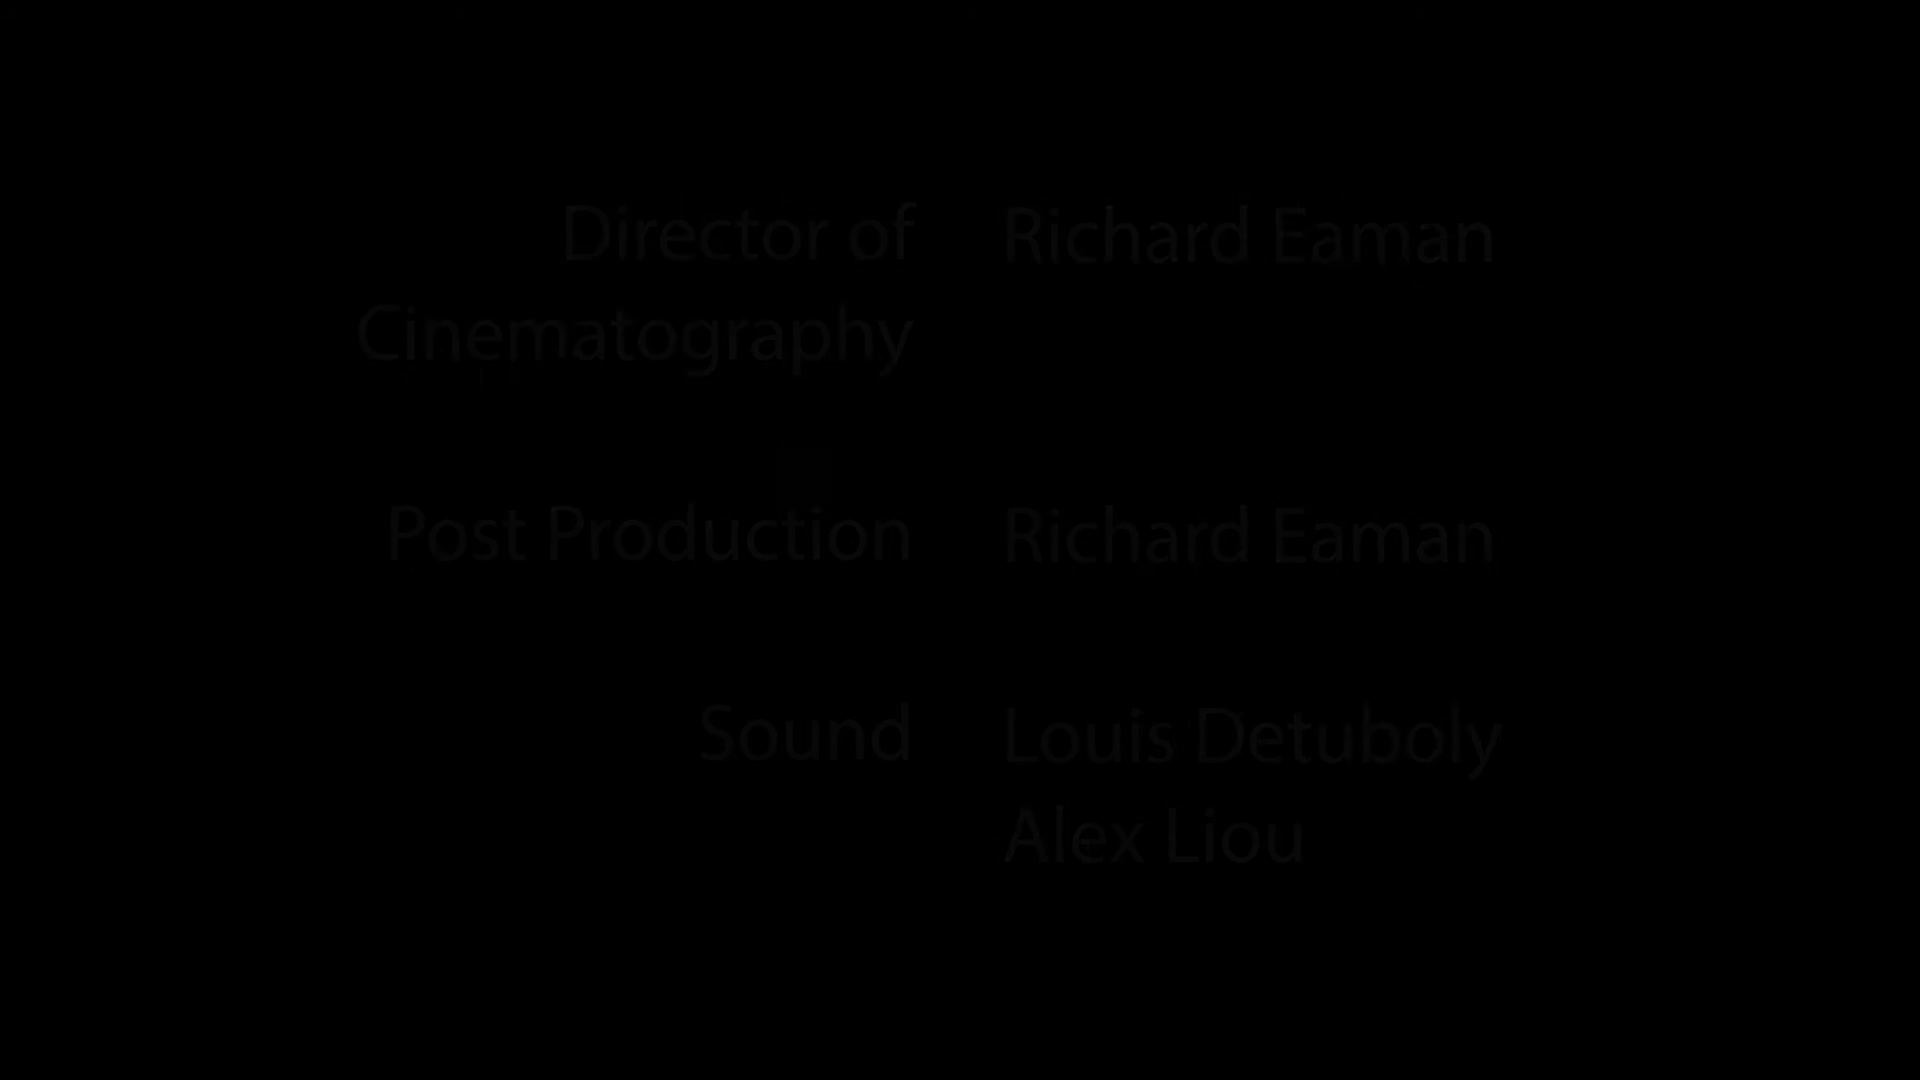 Director of
Cinematography
Richard Eaman
Post Production
Richard Eaman
Sound
Louis Detuboly
Alex Liou